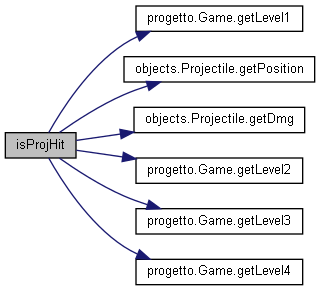 progetto.Game.getLevel1
objects.Projectile.getPosition
objects.Projectile.getDmg
isProjHit
progetto.Game.getLevel2
progetto.Game.getLevel3
progetto.Game.getLevel4